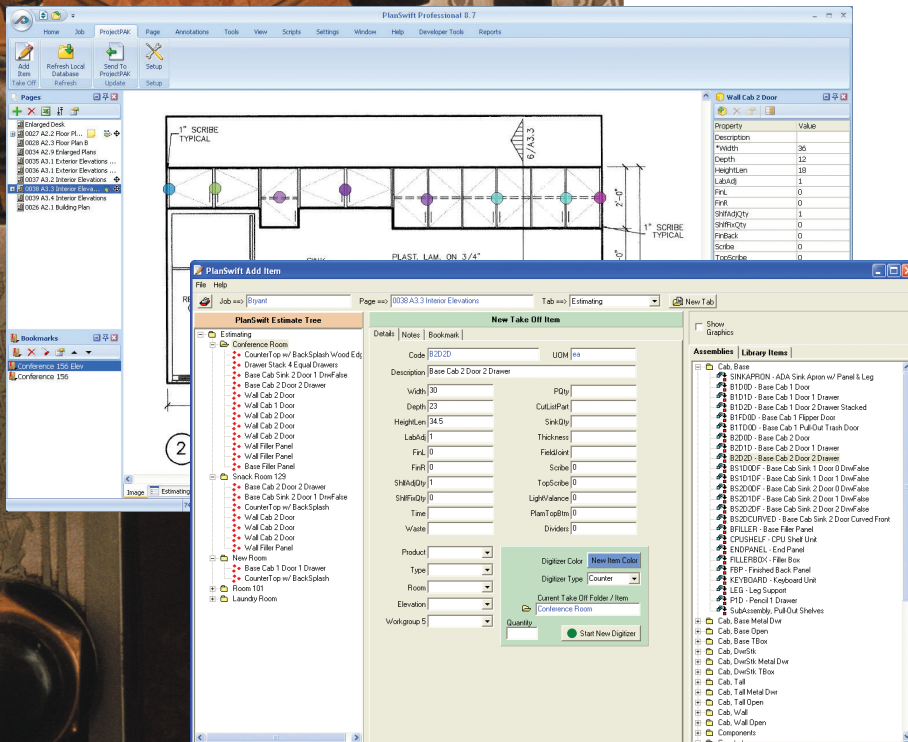 PlanSwift Professional 8.7
Home Job ProjectPAK Page Annotations Tools View Scripts Settings Window Help Developer Tools Reports
Add Item
Refresh Local Database
Send To ProjectPAK
Setup
Take Off Refresh Update Setup
Pages
Enlarged Desk
0027 A2.2 Floor Pl...
0028 A2.3 Floor Plan B
0034 A2.9 Enlarged Plans
0035 A3.1 Exterior Elevations ...
0036 A3.1 Exterior Elevations ...
0037 A3.2 Interior Elevations
0038 A3.3 Interior Eleva...
0039 A3.4 Interior Elevations
0026 A2.1 Building Plan
Bookmarks
Conference 156 Elev
Conference 156
1" SCRIBE
TYPICAL
6/A3.3
2'-0"
1" SCRIBE
TYPICAL
PLAST. LAM. ON 3/4"
SINK
RE
2
Image Estimating
Wall Cab 2 Door
Property Value
Description
*Width 36
Depth 12
HeightLen 18
LabAdj 1
FinL 0
FinR 0
ShlfAdjQty 1
ShlfFixQty 0
FinBack 0
Scribe 0
TopScribe 0
PlanSwift Add Item
File Help
Job ==> Bryant Page ==> 0038 A3.3 Interior Elevations Tab ==> Estimating New Tab
PlanSwift Estimate Tree
Estimating
Conference Room
CounterTop w/ BackSplash Wood Edg
Drawer Stack 4 Equal Drawers
Base Cab Sink 2 Door 1 DrwFalse
Base Cab 2 Door 2 Drawer
Wall Cab 2 Door
Wall Cab 1 Door
Wall Cab 2 Door
Wall Cab 2 Door
Wall Cab 2 Door
Wall Filler Panel
Wall Filler Panel
Base Filler Panel
Snack Room 123
Base Cab 2 Door 2 Drawer
Base Cab Sink 2 Door 1 DrwFalse
CounterTop w/ BackSplash
Wall Cab 2 Door
Wall Cab 2 Door
Wall Cab 2 Door
Wall Filler Panel
New Room
Base Cab 1 Door 1 Drawer
CounterTop w/ BackSplash
Room 101
Laundry Room
New Take Off Item
Details Notes Bookmark
Code B2D2D UOM ea
Description Base Cab 2 Door 2 Drawer
Width 30 PQty
Depth 23 CutListPart
HeightLen 34.5 SinkQty
LabAdj 1 Thickness
FinL 0 FieldJoint
FinR 0 Scribe 0
ShlfAdjQty 1 TopScribe 0
ShlfFixQty 0 LightValance 0
Time PlamTopBtm 0
Waste Dividers 0
Product
Type
Room
Elevation
Workgroup 5
Digitizer Color New Item Color
Digitizer Type Counter
Current Take Off Folder / Item
Conference Room
Quantity
Start New Digitizer
Show Graphics
Assemblies Library Items
Cab, Base
SINKAPRON - ADA Sink Apron w/ Panel & Leg
B1D0D - Base Cab 1 Door
B1D1D - Base Cab 1 Door 1 Drawer
B1D2D - Base Cab 1 Door 2 Drawer Stacked
B1FD0D - Base Cab 1 Flipper Door
B1TD0D - Base Cab 1 Pull-Out Trash Door
B2D0D - Base Cab 2 Door
B2D1D - Base Cab 2 Door 1 Drawer
B2D2D - Base Cab 2 Door 2 Drawer
BS1D0DF - Base Cab Sink 1 Door 0 DrwFalse
BS1D1DF - Base Cab Sink 1 Door 1 DrwFalse
BS2D0DF - Base Cab Sink 2 Door 0 DrwFalse
BS2D1DF - Base Cab Sink 2 Door 1 DrwFalse
BS2D2DF - Base Cab Sink 2 Door 2 DrwFalse
BS2DCURVED - Base Cab Sink 2 Door Curved Front
BFILLER - Base Filler Panel
CPUSHELF - CPU Shelf Unit
ENDPANEL - End Panel
FILLERBOX - Filler Box
FBP - Finished Back Panel
KEYBOARD - Keyboard Unit
LEG - Leg Support
P1D - Pencil 1 Drawer
SubAssembly, Pull-Out Shelves
Cab, Base Metal Dwr
Cab, Base Open
Cab, Base TBox
Cab, DwrStk
Cab, DwrStk Metal Dwr
Cab, DwrStk TBox
Cab, Tall
Cab, Tall Metal Dwr
Cab, Tall Open
Cab, Wall
Cab, Wall Open
Components